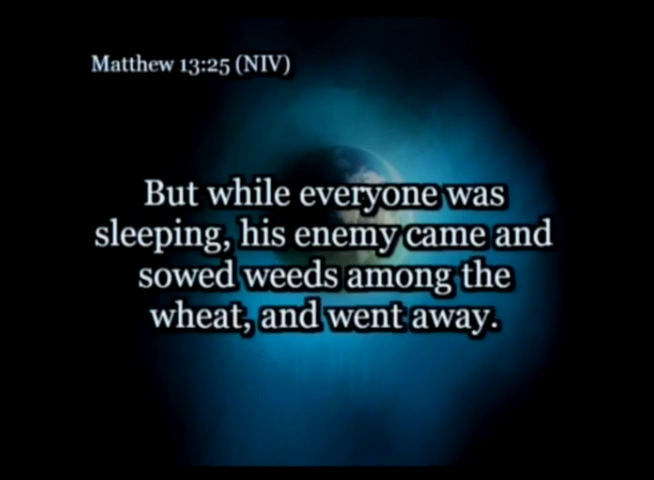 Matthew 13:25 (NIV)
But while everyone was
sleeping, his enemy came and
sowed weeds among the
wheat, and went away.